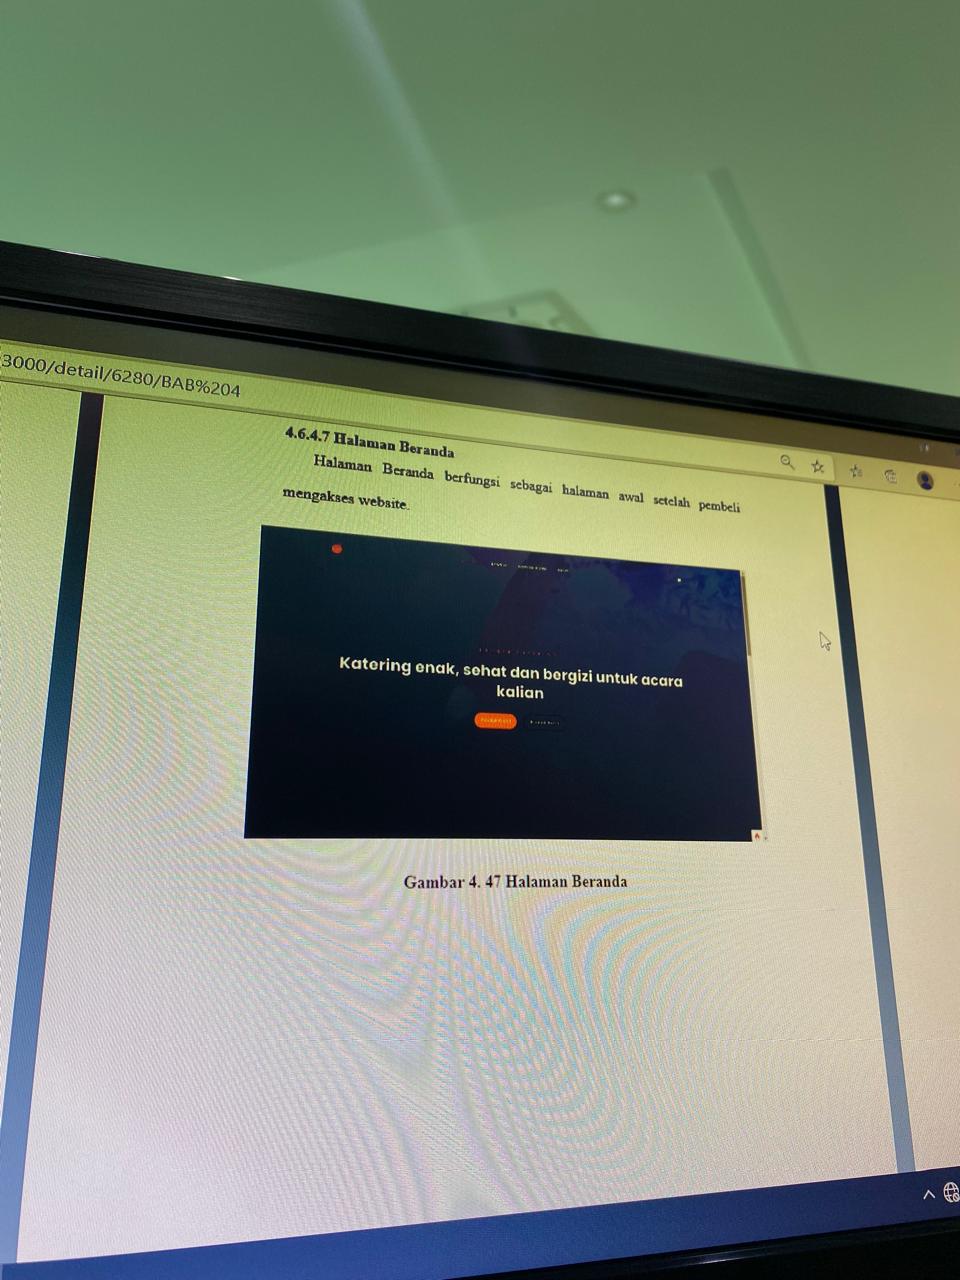 3000/detail/6280/BAB%204
4.6.4.7 Halaman Beranda
Halaman Beranda berfungsi sebagai halaman awal setelah pembeli
mengakses website.
Katering enak, sehat dan bergizi untuk acara
kalian
Gambar 4. 47 Halaman Beranda